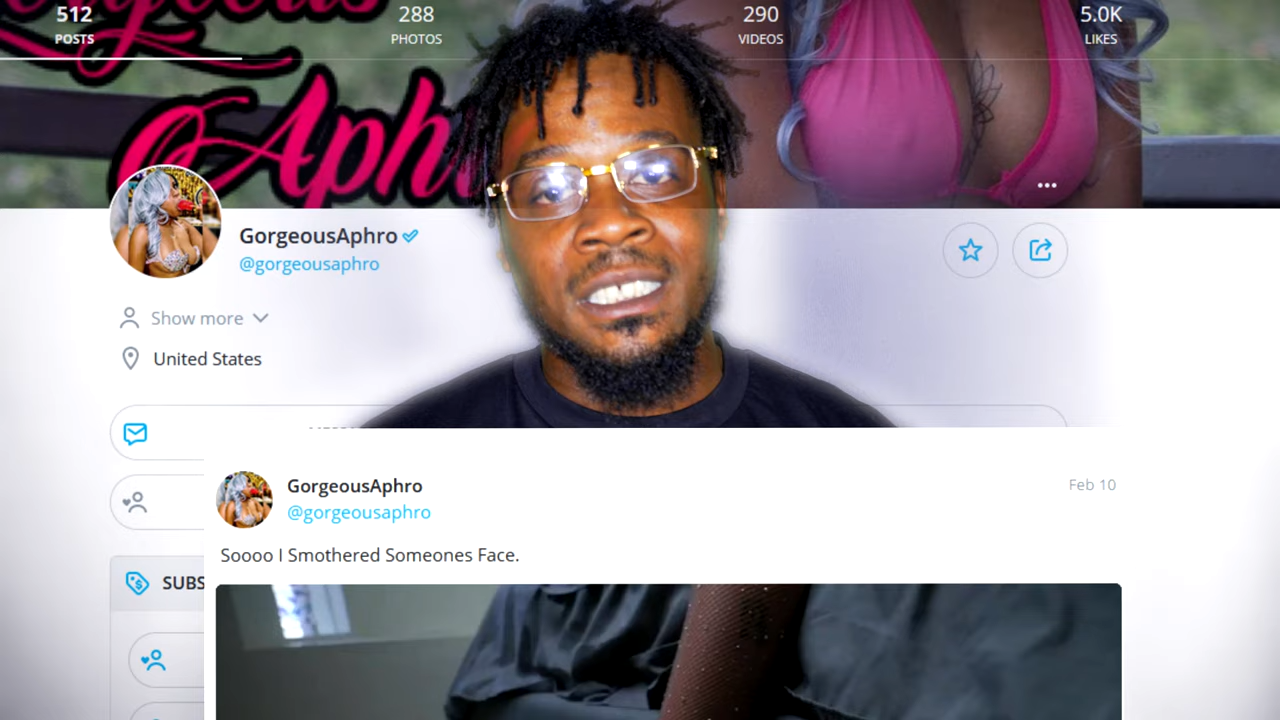 512
POSTS
288
PHOTOS
290
VIDEOS
5.0K
LIKES
GorgeousAphro
@gorgeousaphro
Show more
United States
GorgeousAphro
@gorgeousaphro
Feb 10
Soooo I Smothered Someones Face.
SUBS